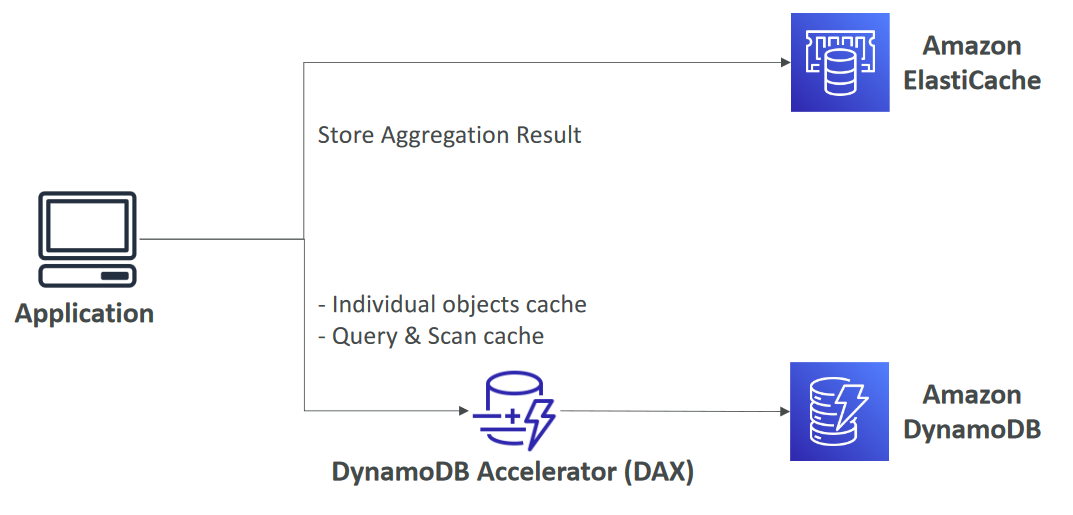 Amazon
ElastiCache
Store Aggregation Result
Application
- Individual objects cache
- Query & Scan cache
Amazon
DynamoDB
DynamoDB Accelerator (DAX)